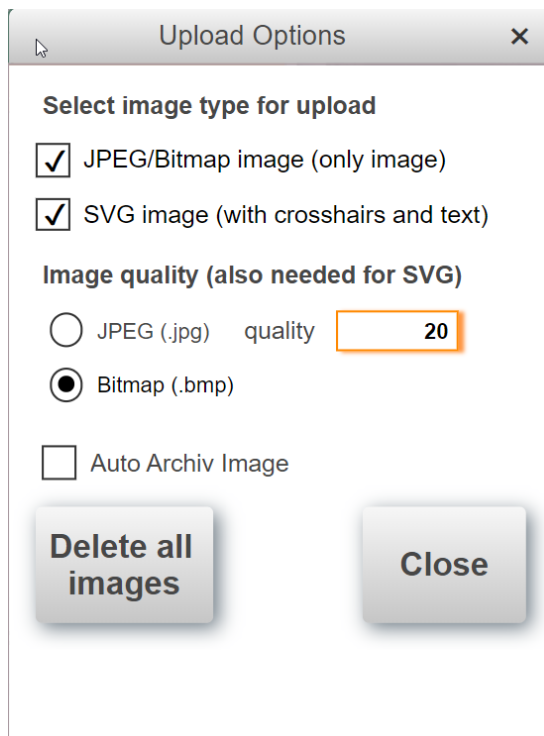 Upload Options
Select image type for upload
JPEG/Bitmap image (only image)
SVG image (with crosshairs and text)
Image quality (also needed for SVG)
JPEG (.jpg) quality 20
Bitmap (.bmp)
Auto Archiv Image
Delete all
images
Close